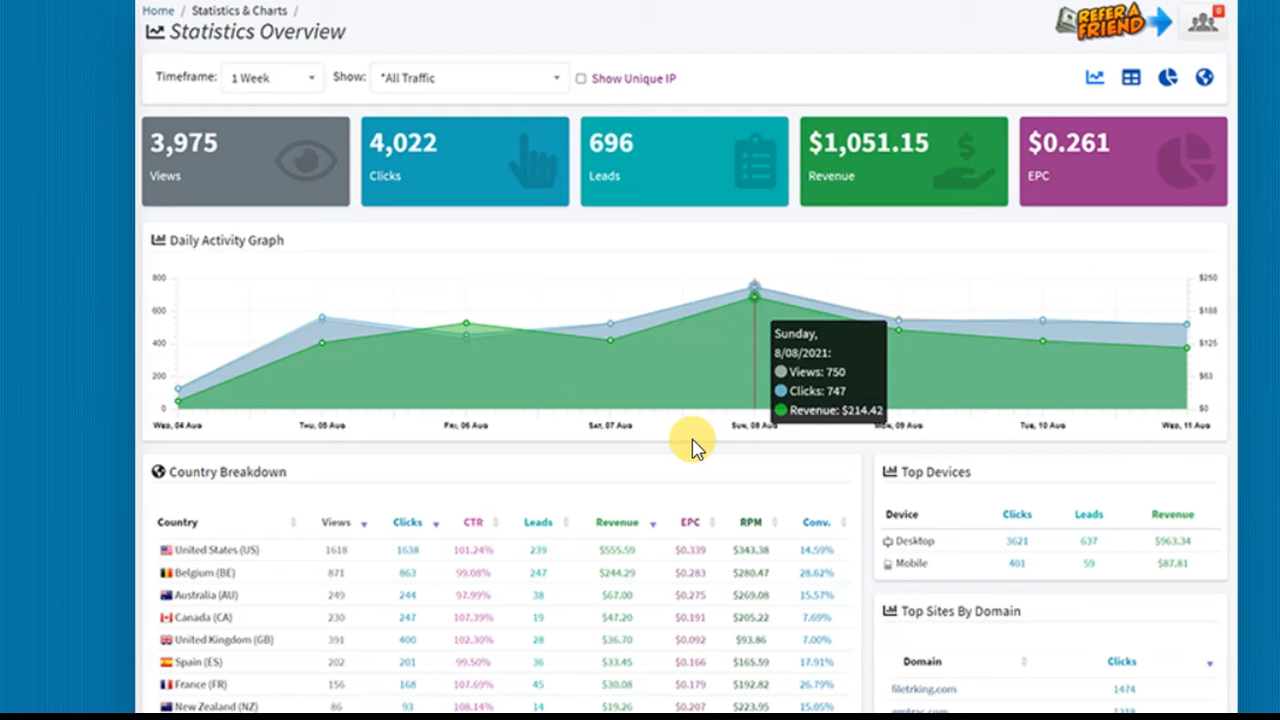 Home / Statistics & Charts /
Statistics Overview
REFER A FRIEND
0
Timeframe: 1 Week Show: *All Traffic Show Unique IP
3,975 4,022 696 $1,051.15 $0.261
Views Clicks Leads Revenue EPC
Daily Activity Graph
800 $250
600 $188
400 $125
200 $63
0 $0
Sunday,
8/08/2021:
Views: 750
Clicks: 747
Revenue: $214.42
Wed, 04 Aug Thu, 05 Aug Fri, 06 Aug Sat, 07 Aug Sun, 08 Aug Mon, 09 Aug Tue, 10 Aug Wed, 11 Aug
Country Breakdown
Country Views Clicks CTR Leads Revenue EPC RPM Conv.
United States (US) 1618 1638 101.24% 239 $555.59 $0.339 $343.38 14.59%
Belgium (BE) 871 863 99.08% 247 $244.29 $0.283 $280.47 28.62%
Australia (AU) 249 244 97.99% 38 $67.00 $0.275 $269.08 15.57%
Canada (CA) 230 247 107.39% 19 $47.20 $0.191 $205.22 7.69%
United Kingdom (GB) 391 400 102.30% 28 $36.70 $0.092 $93.86 7.00%
Spain (ES) 202 201 99.50% 36 $33.45 $0.166 $165.59 17.91%
France (FR) 156 168 107.69% 45 $30.08 $0.179 $192.82 26.79%
New Zealand (NZ) 86 93 108.14% 14 $19.26 $0.207 $223.95 15.05%
Top Devices
Device Clicks Leads Revenue
Desktop 3621 637 $963.34
Mobile 401 59 $87.81
Top Sites By Domain
Domain Clicks
filetrking.com 1474